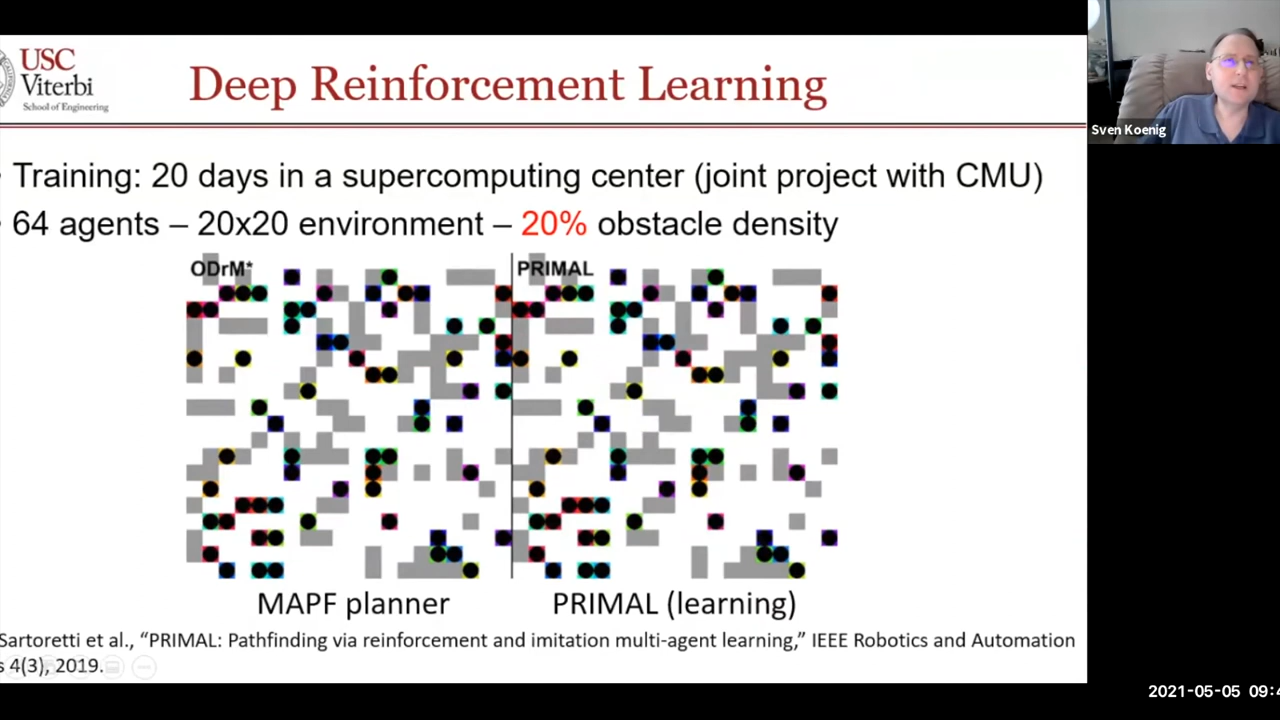 USC
Viterbi
School of Engineering
Deep Reinforcement Learning
Sven Koenig
Training: 20 days in a supercomputing center (joint project with CMU)
64 agents – 20x20 environment – 20% obstacle density
ODrM*
PRIMAL
MAPF planner
PRIMAL (learning)
Sartoretti et al., “PRIMAL: Pathfinding via reinforcement and imitation multi-agent learning,” IEEE Robotics and Automation
s 4(3), 2019.
2021-05-05 09:4